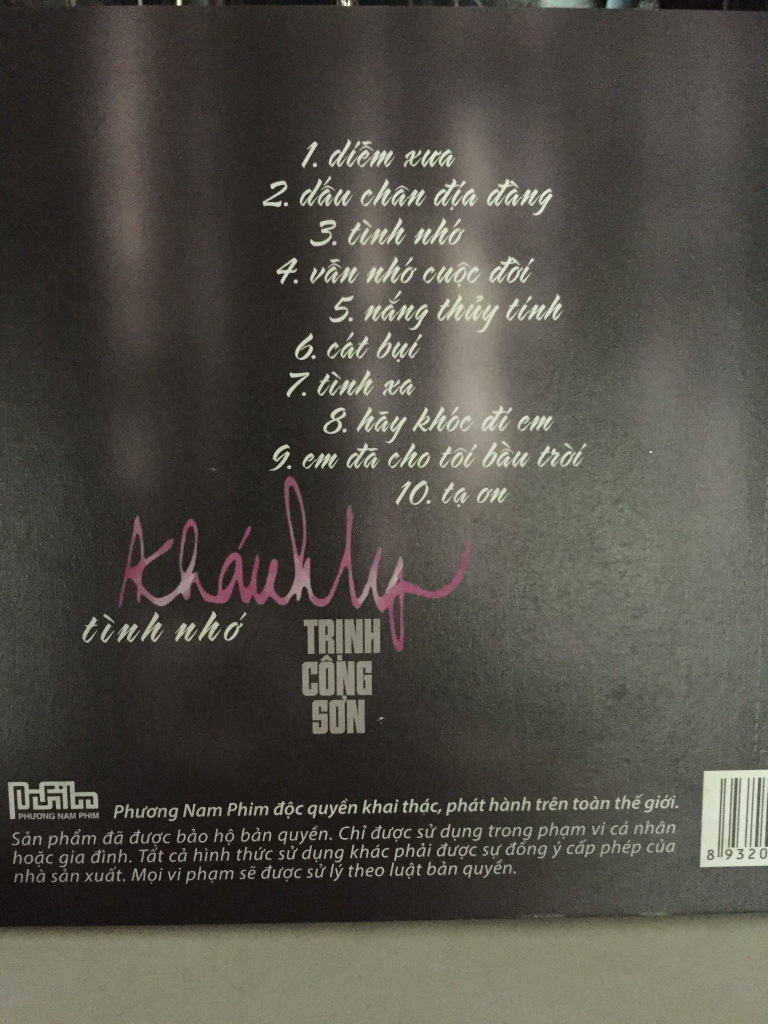 1. diễm xưa
2. dấu chân địa đàng
3. tình nhớ
4. vẫn nhớ cuộc đời
5. nắng thủy tính
6. cát bụi
7. tình xa
8. hãy khóc đi em
9. em đã cho tôi bầu trời
10. tạ ơn
Khánh Ly
tình nhớ
TRỊNH
CÔNG
SƠN
PHƯƠNG NAM PHIM
Phương Nam Phim độc quyền khai thác, phát hành trên toàn thế giới.
Sản phẩm đã được bảo hộ bản quyền. Chỉ được sử dụng trong phạm vi cá nhân
hoặc gia đình. Tất cả hình thức sử dụng khác phải được sự đồng ý cấp phép của
nhà sản xuất. Mọi vi phạm sẽ được sử lý theo luật bản quyền.
8 9320